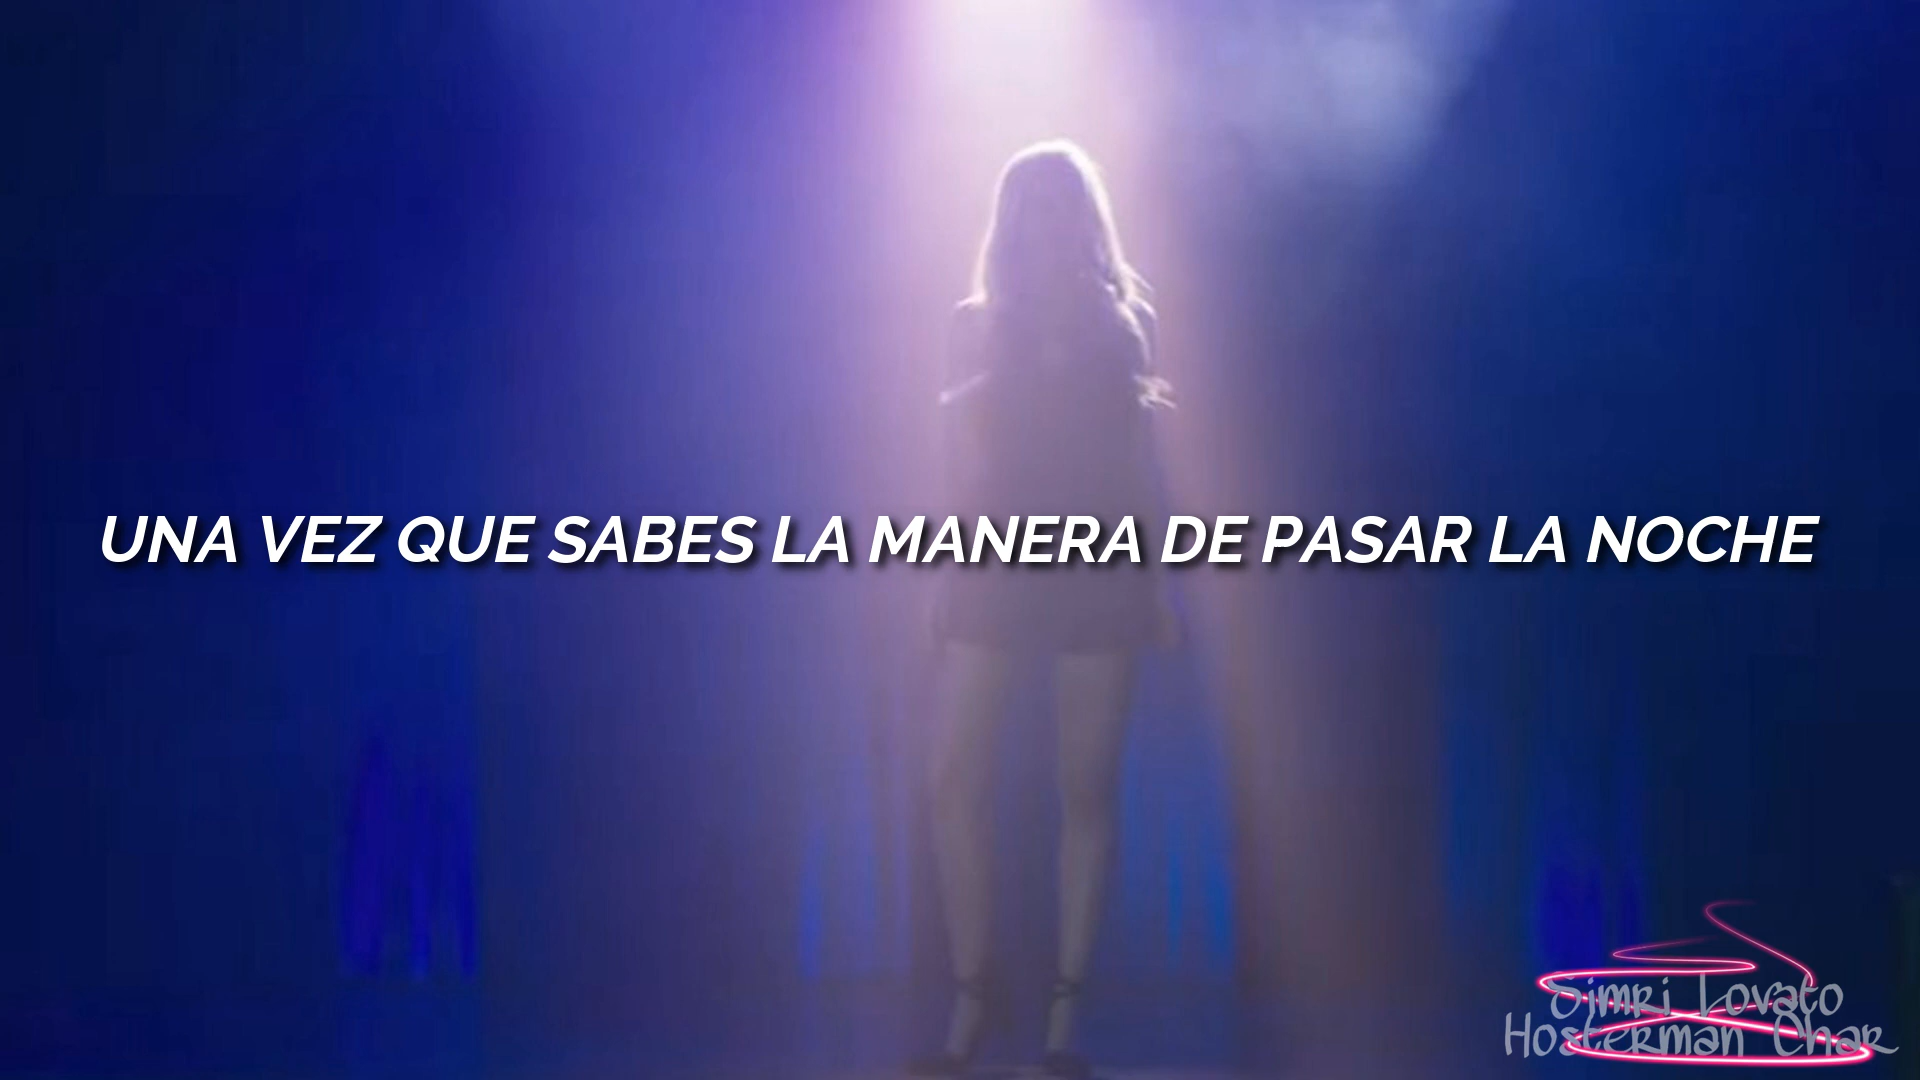 UNA VEZ QUE SABES LA MANERA DE PASAR LA NOCHE
Simri Lovato
Hosterman Char